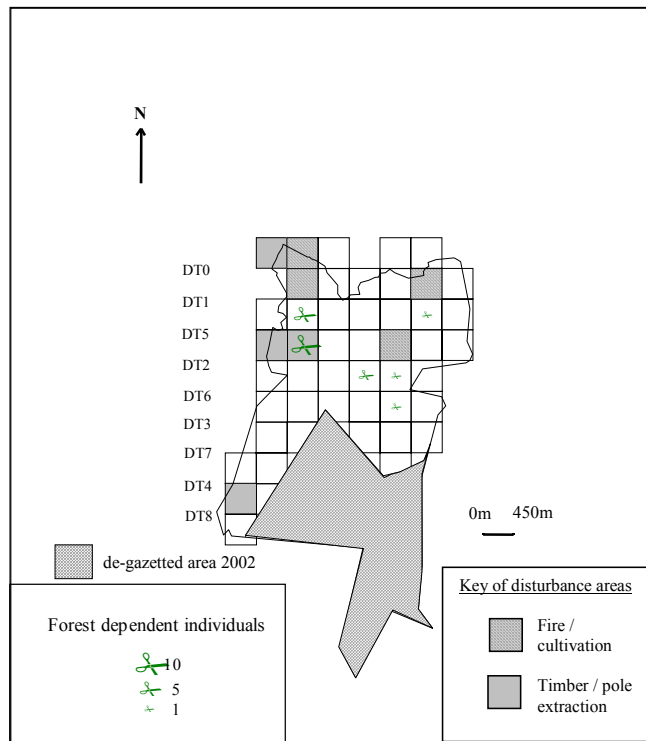 N
DT0
DT1
DT5
DT2
DT6
DT3
DT7
DT4
DT8
0m 450m
de-gazetted area 2002
Forest dependent individuals
10
5
1
Key of disturbance areas
Fire /
cultivation
Timber / pole
extraction